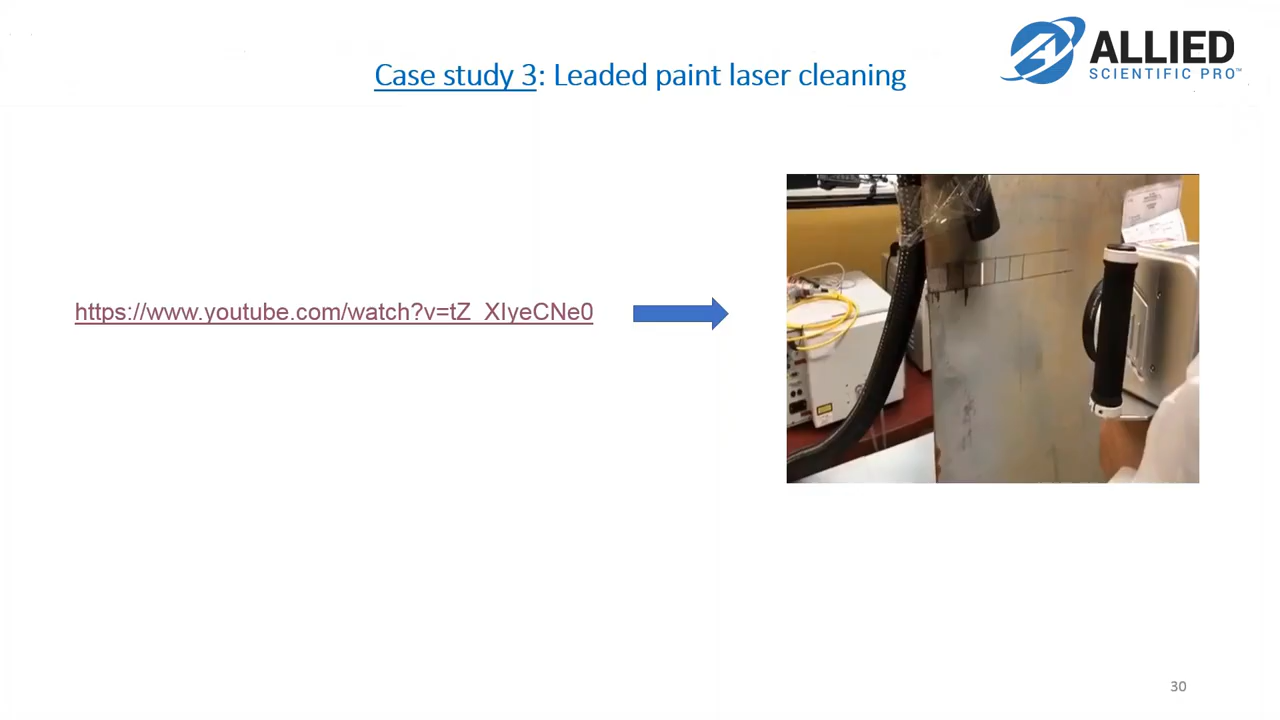 ALLIED
SCIENTIFIC PRO™
Case study 3: Leaded paint laser cleaning
https://www.youtube.com/watch?v=tZ_XIyeCNe0
30